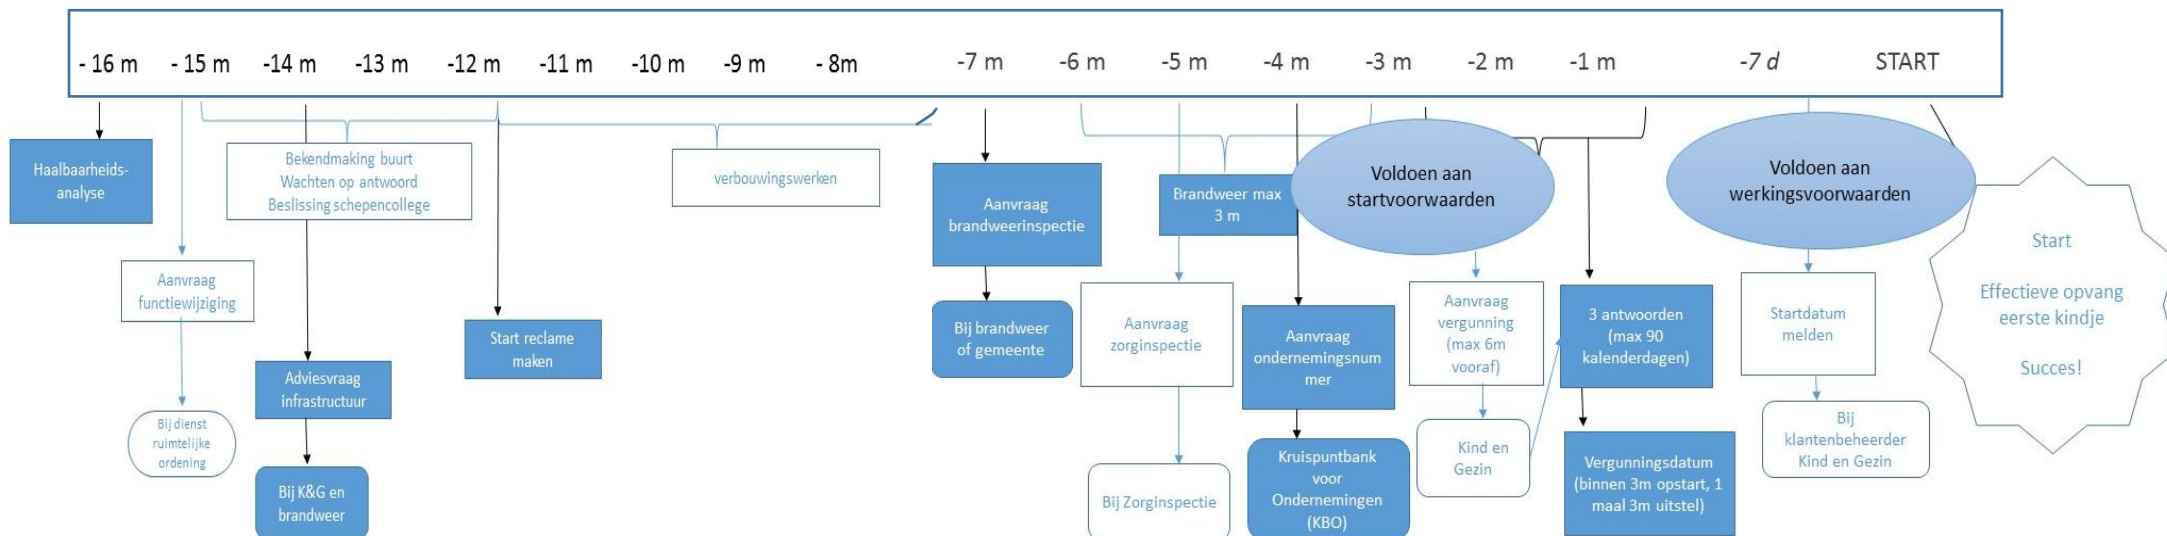 - 16 m - 15 m -14 m -13 m -12 m -11 m -10 m -9 m - 8m -7 m -6 m -5 m -4 m -3 m -2 m -1 m -7 d START
Haalbaarheids-
analyse
Aanvraag
functiewijziging
Bij dienst
ruimtelijke
ordening
Bekendmaking buurt
Wachten op antwoord
Beslissing schepencollege
Adviesvraag
infrastructuur
Bij K&G en
brandweer
Start reclame
maken
verbouwingswerken
Aanvraag
brandweerinspectie
Bij brandweer
of gemeente
Brandweer max
3 m
Aanvraag
zorginspectie
Bij Zorginspectie
Aanvraag
ondernemingsnum
mer
Kruispuntbank
voor
Ondernemingen
(KBO)
Voldoen aan
startvoorwaarden
Aanvraag
vergunning
(max 6m
vooraf)
Kind en
Gezin
3 antwoorden
(max 90
kalenderdagen)
Vergunningsdatum
(binnen 3m opstart, 1
maal 3m uitstel)
Voldoen aan
werkingsvoorwaarden
Startdatum
melden
Bij
klantenbeheerder
Kind en Gezin
Start
Effectieve opvang
eerste kindje
Succes!